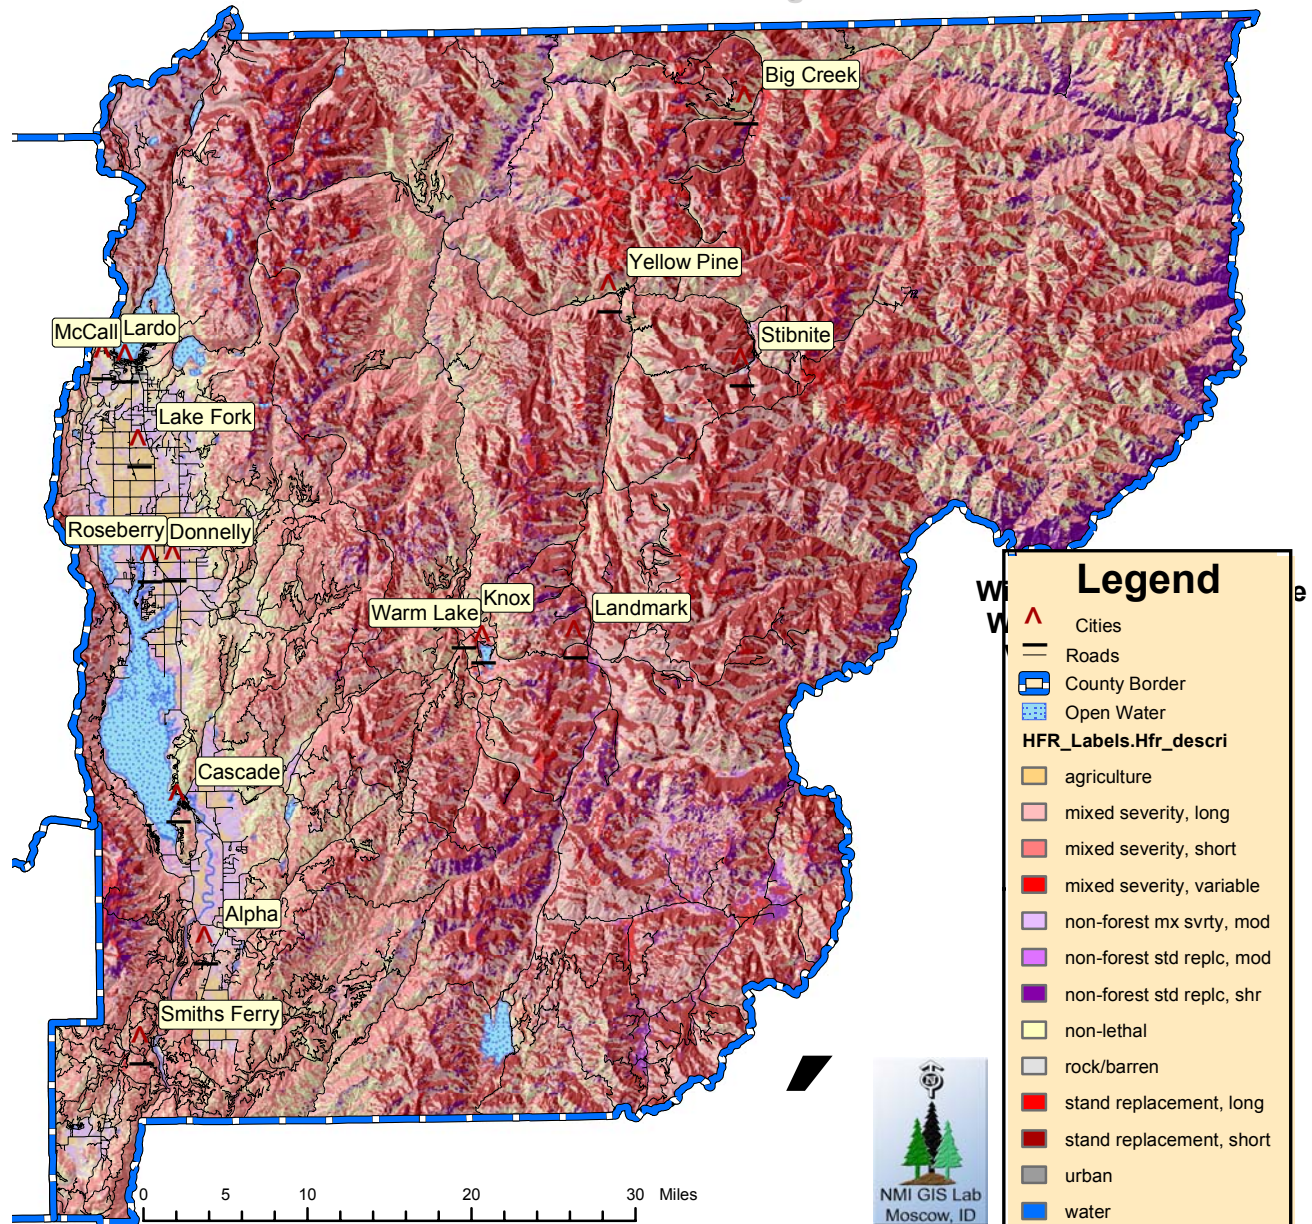 Big Creek
Yellow Pine
Stibnite
McCall
Lardo
Lake Fork
Roseberry
Donnelly
Warm Lake
Knox
Landmark
Cascade
Alpha
Smiths Ferry
Legend
Cities
Roads
County Border
Open Water
HFR_Labels.Hfr_descri
agriculture
mixed severity, long
mixed severity, short
mixed severity, variable
non-forest mx svrty, mod
non-forest std replc, mod
non-forest std replc, shr
non-lethal
rock/barren
stand replacement, long
stand replacement, short
urban
water
N
NMI GIS Lab
Moscow, ID
0 5 10 20 30 Miles